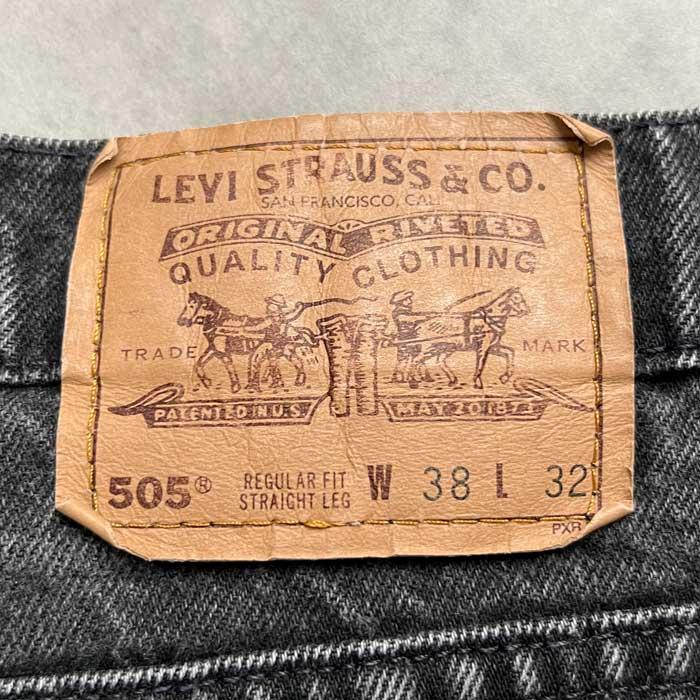 LEVI STRAUSS & CO.
SAN FRANCISCO, CAL.
ORIGINAL RIVETED
QUALITY CLOTHING
TRADE MARK
PATENTED IN U.S. MAY 20 1873
505® REGULAR FIT STRAIGHT LEG W 38 L 32
PXR